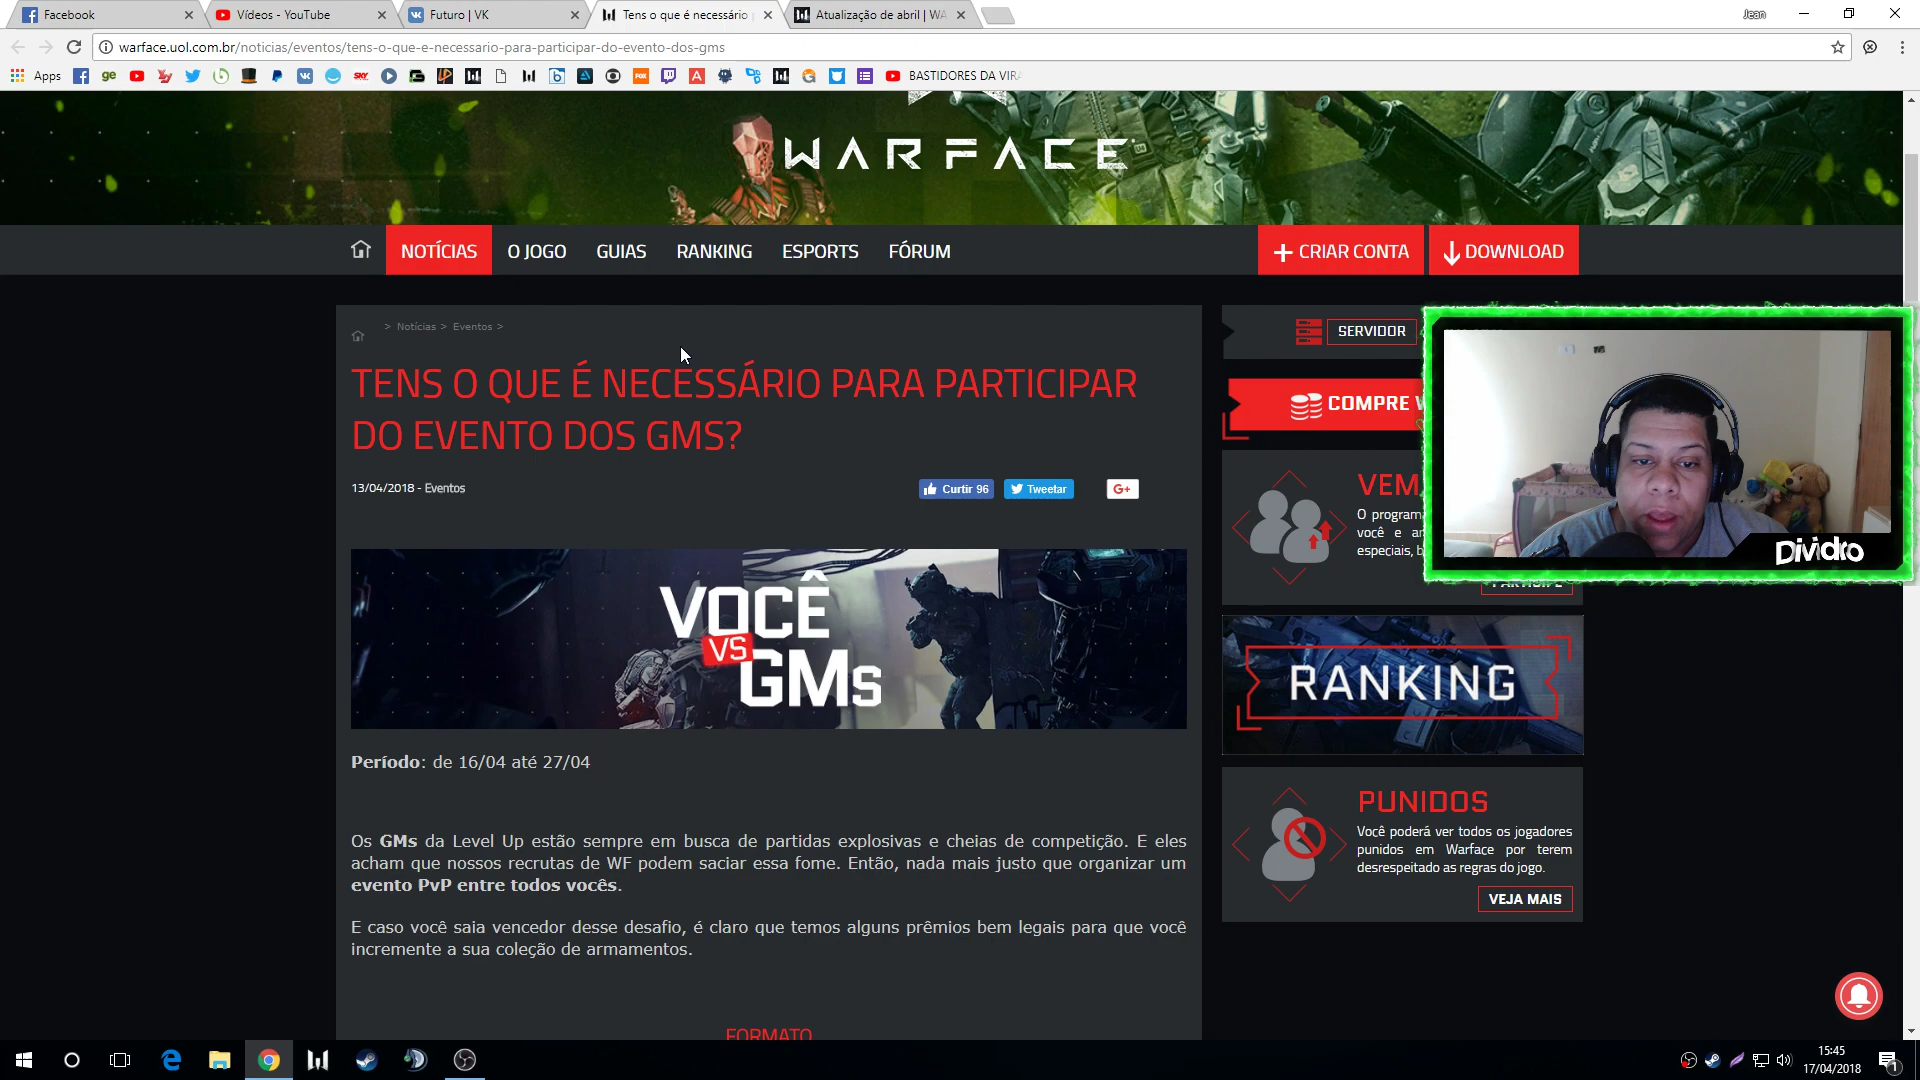 Facebook
Vídeos - YouTube
Futuro | VK
Tens o que é necessário
Atualização de abril | WA
Jean
warface.uol.com.br/noticias/eventos/tens-o-que-e-necessario-para-participar-do-evento-dos-gms
Apps
BASTIDORES DA VIRA
WARFACE
NOTÍCIAS
O JOGO
GUIAS
RANKING
ESPORTS
FÓRUM
+ CRIAR CONTA
DOWNLOAD
> Notícias > Eventos >
TENS O QUE É NECESSÁRIO PARA PARTICIPAR
DO EVENTO DOS GMS?
13/04/2018 - Eventos
Curtir 96
Tweetar
G+
VOCÊ
VS
GMs
Período: de 16/04 até 27/04
Os GMs da Level Up estão sempre em busca de partidas explosivas e cheias de competição. E eles
acham que nossos recrutas de WF podem saciar essa fome. Então, nada mais justo que organizar um
evento PvP entre todos vocês.
E caso você saia vencedor desse desafio, é claro que temos alguns prêmios bem legais para que você
incremente a sua coleção de armamentos.
FORMATO
SERVIDOR
COMPRE
VEM
O program
você e am
especiais, b
PARTICIPE
Dividro
RANKING
PUNIDOS
Você poderá ver todos os jogadores
punidos em Warface por terem
desrespeitado as regras do jogo.
VEJA MAIS
15:45
17/04/2018
1